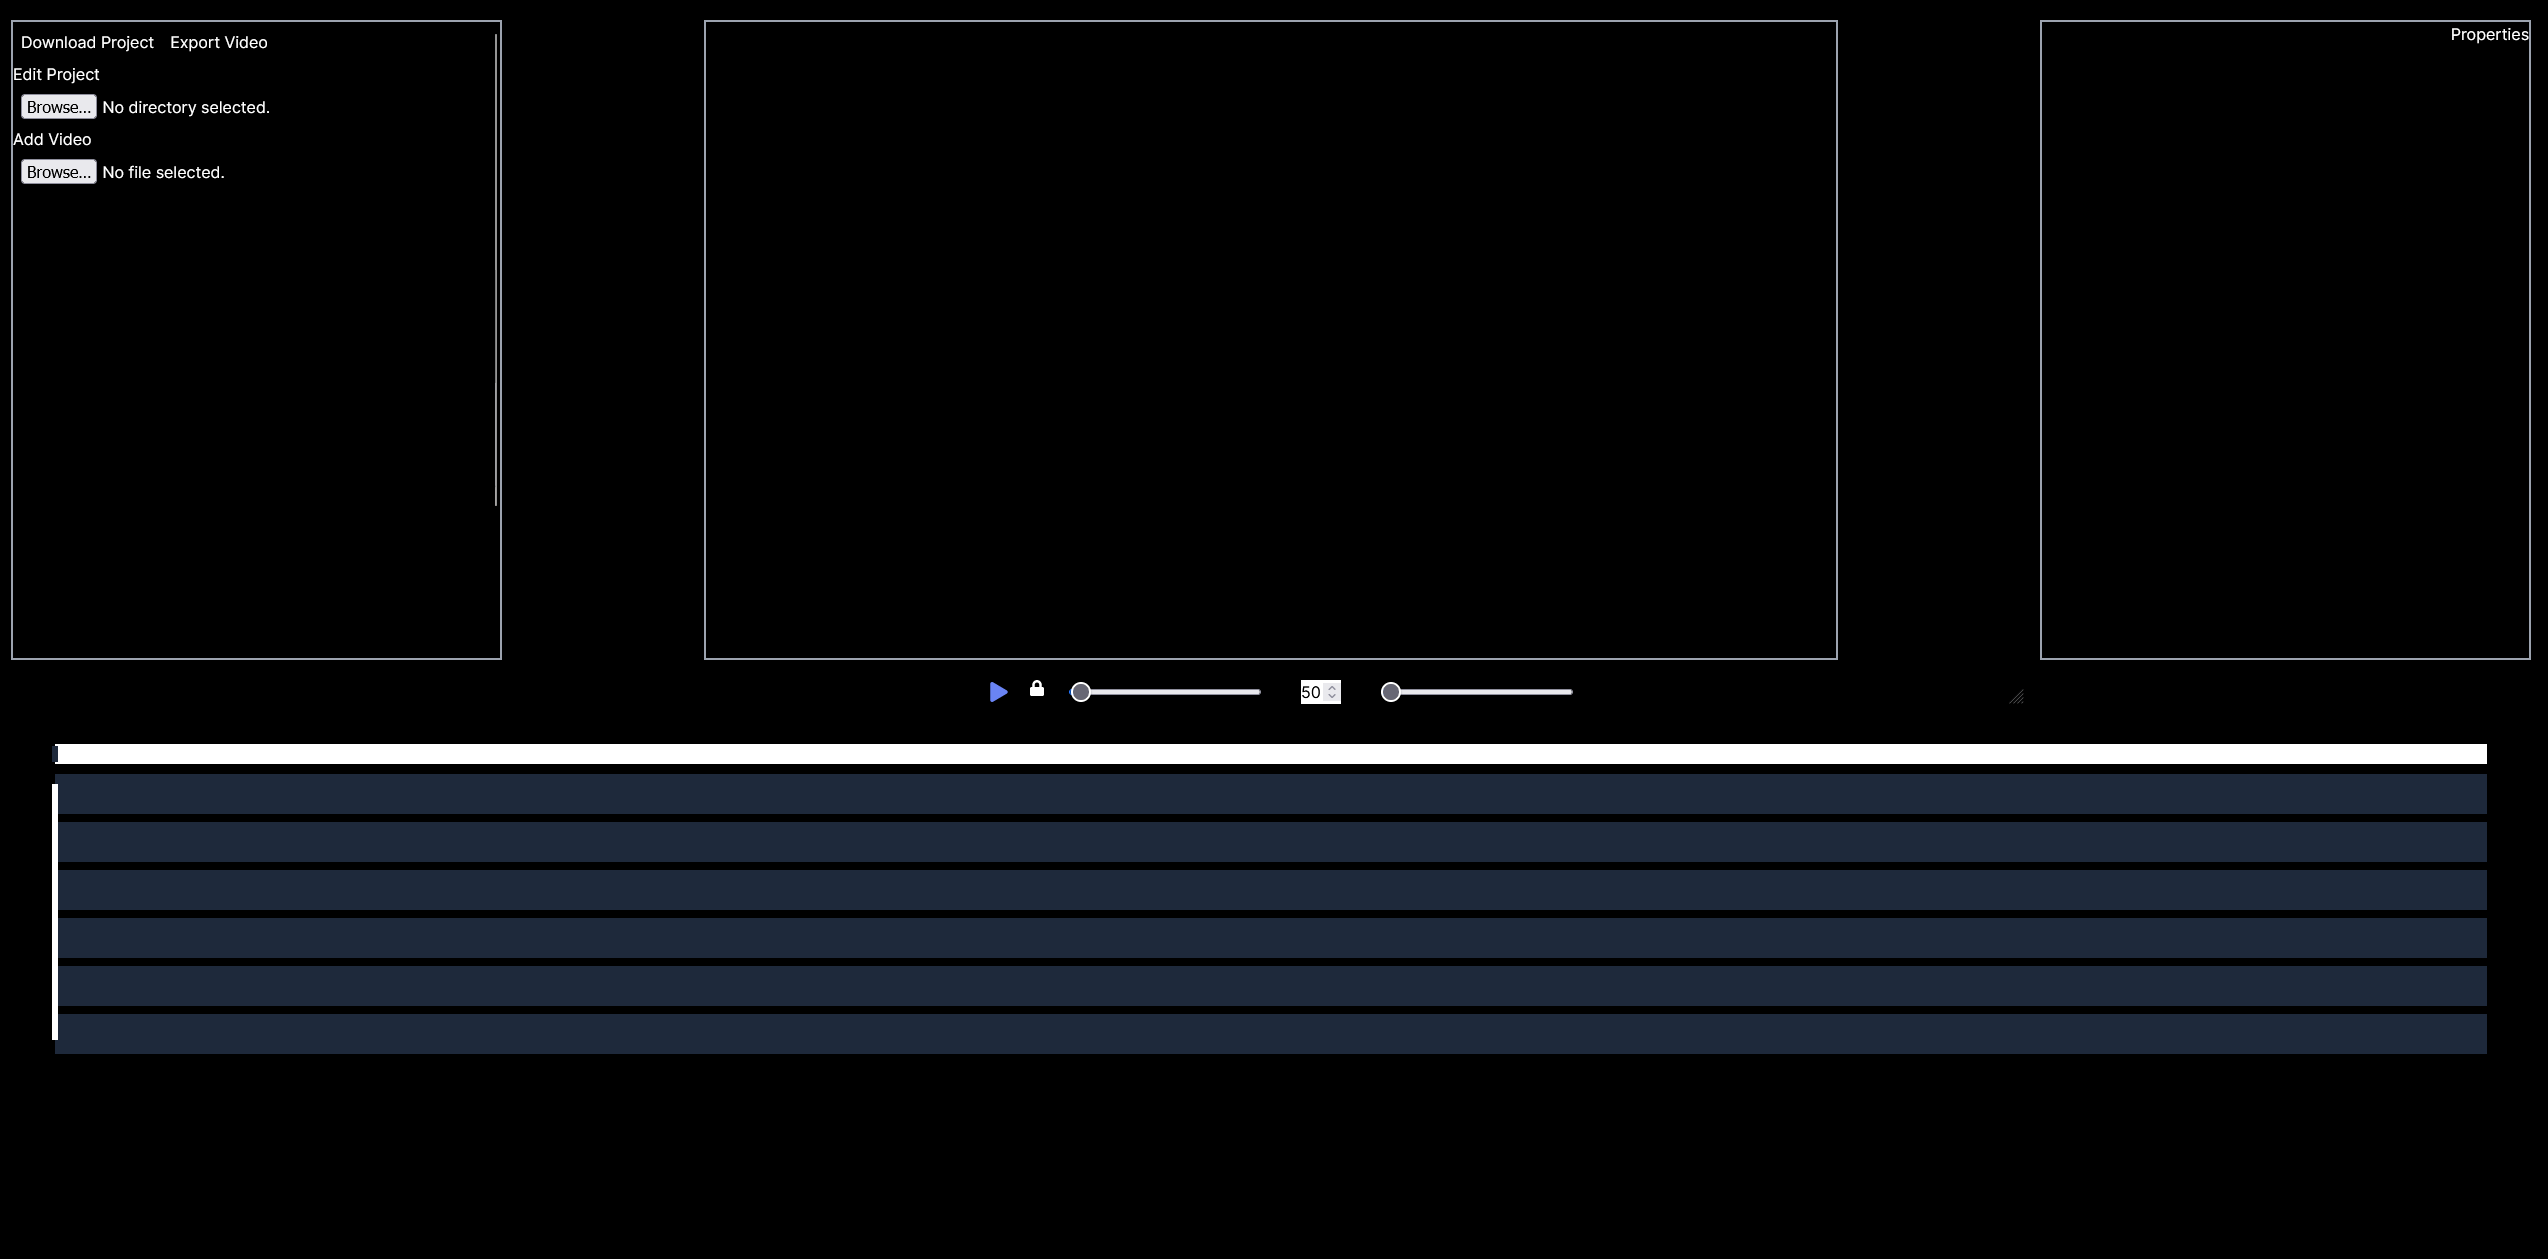 Download Project Export Video
Properties
Edit Project
Browse... No directory selected.
Add Video
Browse... No file selected.
50